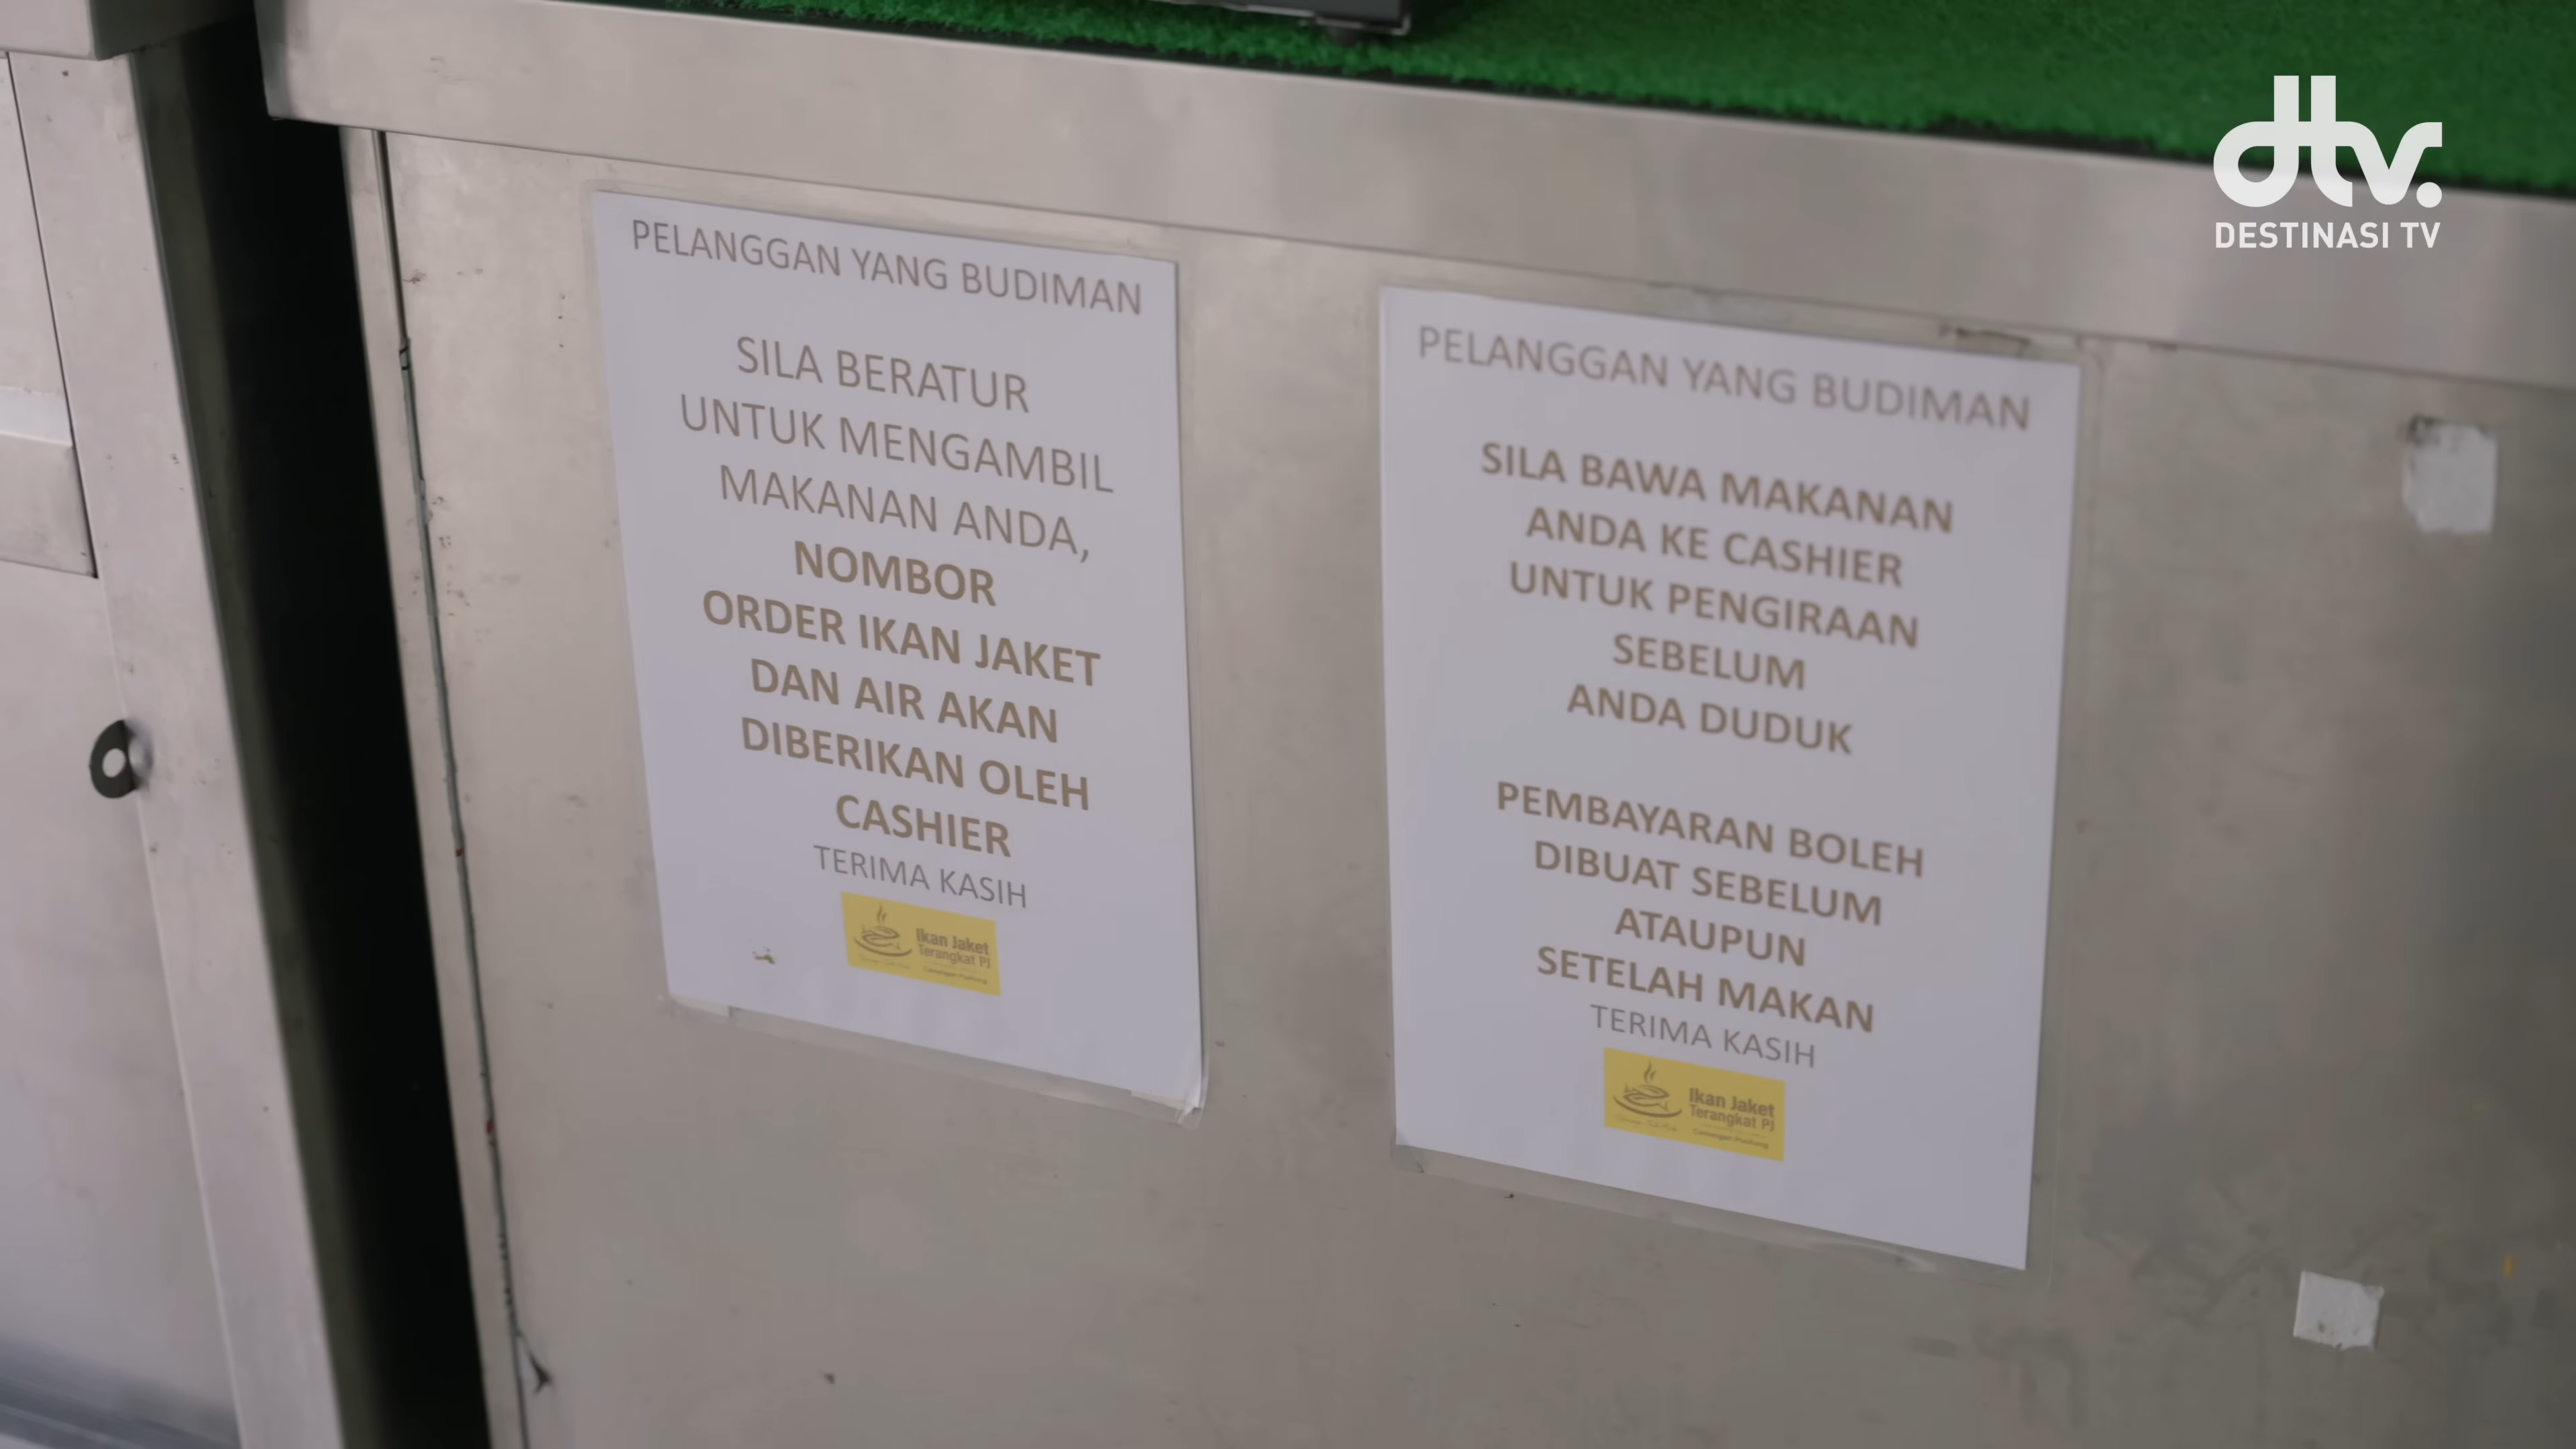 dtv.
DESTINASI TV
PELANGGAN YANG BUDIMAN
SILA BERATUR
UNTUK MENGAMBIL
MAKANAN ANDA,
NOMBOR
ORDER IKAN JAKET
DAN AIR AKAN
DIBERIKAN OLEH
CASHIER
TERIMA KASIH
Ikan Jaket
Terangkat PJ
PELANGGAN YANG BUDIMAN
SILA BAWA MAKANAN
ANDA KE CASHIER
UNTUK PENGIRAAN
SEBELUM
ANDA DUDUK
PEMBAYARAN BOLEH
DIBUAT SEBELUM
ATAUPUN
SETELAH MAKAN
TERIMA KASIH
Ikan Jaket
Terangkat PJ